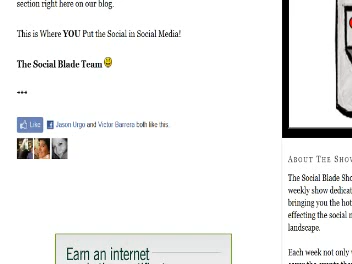 section right here on our blog.
This is Where YOU Put the Social in Social Media!
The Social Blade Team
***
Like Jason Urgo and Victor Barrera both like this.
Earn an internet
ABOUT THE SHOW
The Social Blade Sho
weekly show dedicat
bringing you the hot
effecting the social m
landscape.
Each week not only